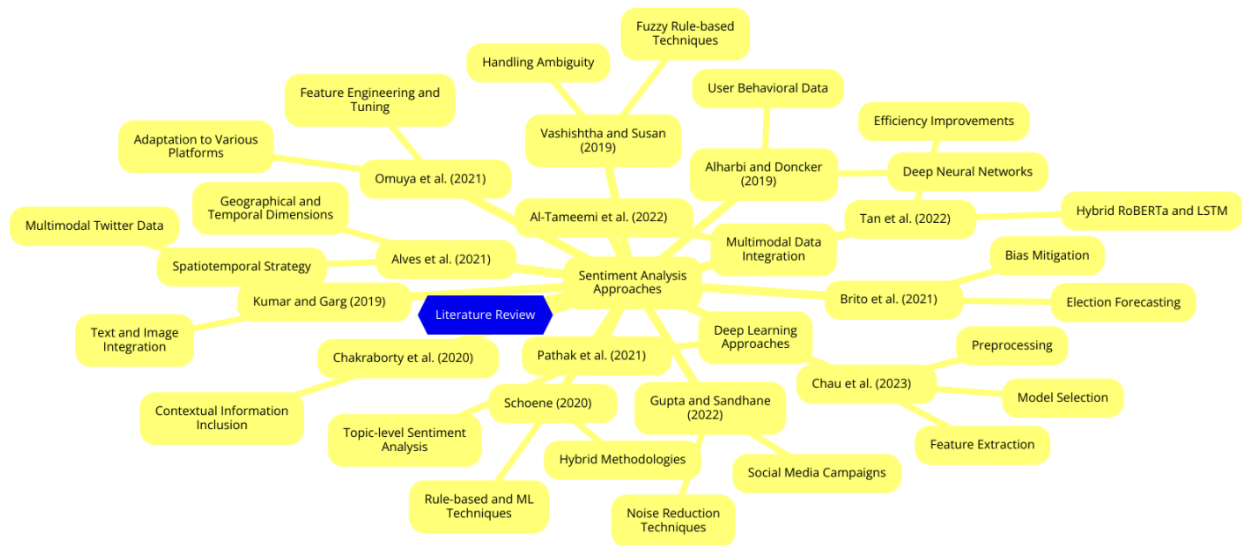 Fuzzy Rule-based
Techniques
Handling Ambiguity
User Behavioral Data
Feature Engineering and
Tuning
Efficiency Improvements
Vashishtha and Susan
(2019)
Adaptation to Various
Platforms
Alharbi and Doncker
(2019)
Deep Neural Networks
Omuya et al. (2021)
Geographical and
Temporal Dimensions
Al-Tameemi et al. (2022)
Tan et al. (2022)
Hybrid RoBERTa and LSTM
Multimodal Twitter Data
Multimodal Data
Integration
Alves et al. (2021)
Spatiotemporal Strategy
Bias Mitigation
Sentiment Analysis
Approaches
Kumar and Garg (2019)
Brito et al. (2021)
Election Forecasting
Literature Review
Text and Image
Integration
Deep Learning
Approaches
Chakraborty et al. (2020)
Pathak et al. (2021)
Preprocessing
Chau et al. (2023)
Model Selection
Schoene (2020)
Gupta and Sandhane
(2022)
Contextual Information
Inclusion
Topic-level Sentiment
Analysis
Feature Extraction
Hybrid Methodologies
Social Media Campaigns
Rule-based and ML
Techniques
Noise Reduction
Techniques